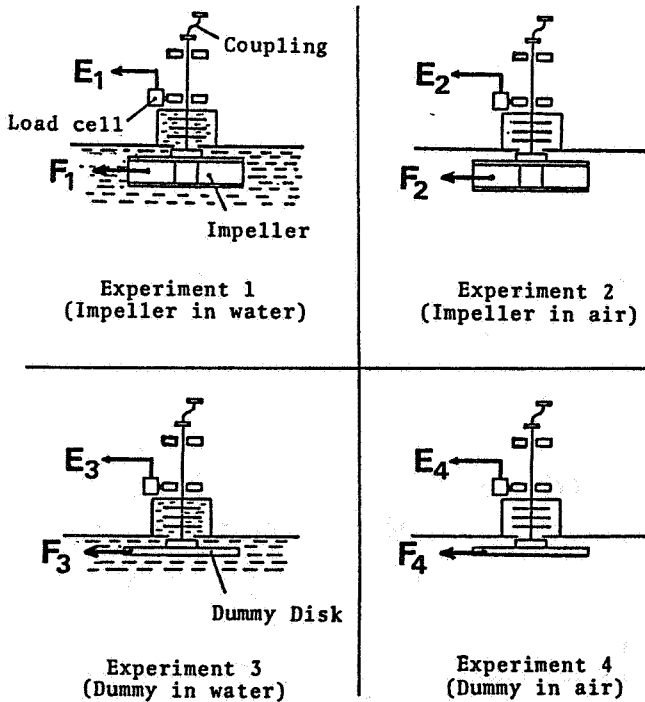 Coupling
E1
Load cell
F1
Impeller
Experiment 1
(Impeller in water)
E2
F2
Experiment 2
(Impeller in air)
E3
F3
Dummy Disk
Experiment 3
(Dummy in water)
E4
F4
Experiment 4
(Dummy in air)